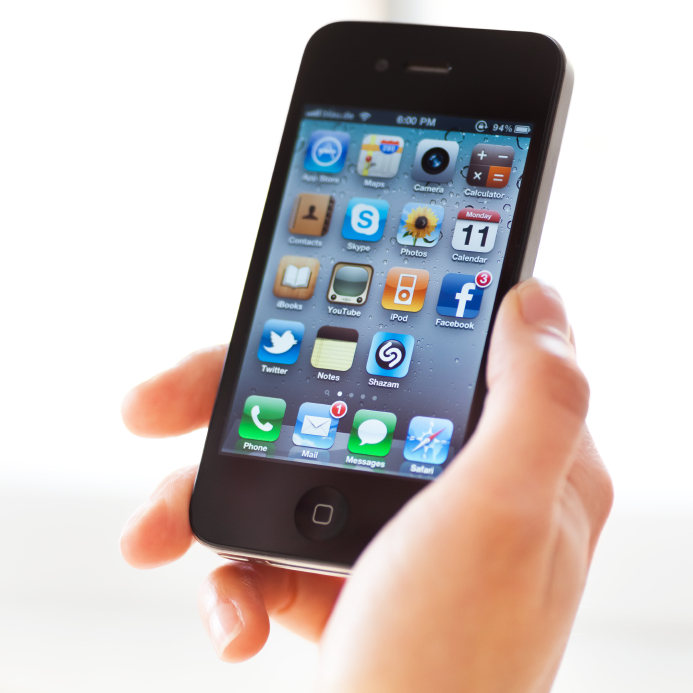 6:00 PM 94%
App Store Maps Camera Calculator
280
Contacts Skype Photos Calendar
S
Monday
11
iBooks YouTube iPod Facebook
f
3
Twitter Notes Shazam
1
Phone Mail Messages Safari